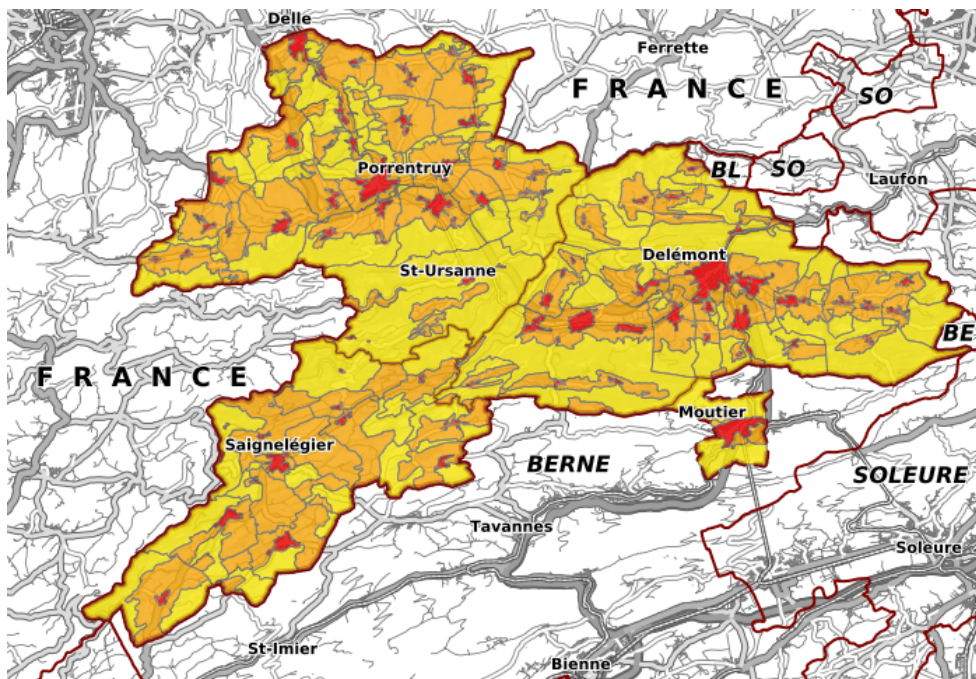 Delle
Ferrette
FRANCE
SO
Porrentruy
BL
SO
Laufon
Delémont
St-Ursanne
BE
FRANCE
Moutier
Saignelégier
BERNE
SOLEURE
Tavannes
Soleure
St-Imier
Bienne